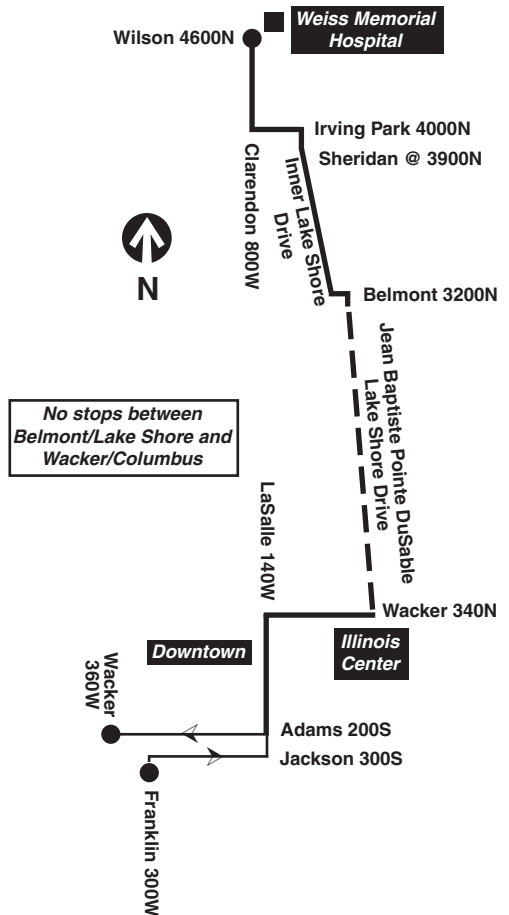 Weiss Memorial
Hospital
Wilson 4600N
Irving Park 4000N
Sheridan @ 3900N
Clarendon 800W
Inner Lake Shore
Drive
N
Belmont 3200N
Jean Baptiste Pointe DuSable
Lake Shore Drive
No stops between
Belmont/Lake Shore and
Wacker/Columbus
LaSalle 140W
Wacker 340N
Illinois
Center
Downtown
Wacker
360W
Adams 200S
Jackson 300S
Franklin 300W